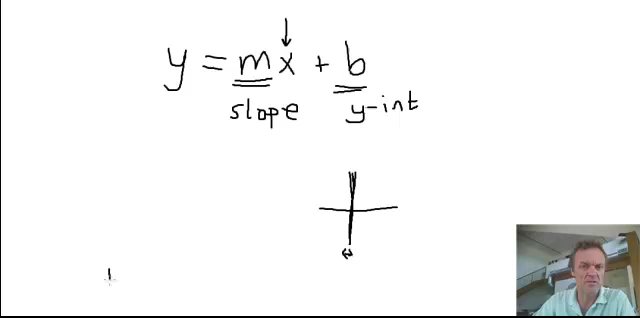 y = mx + b
slope y-int